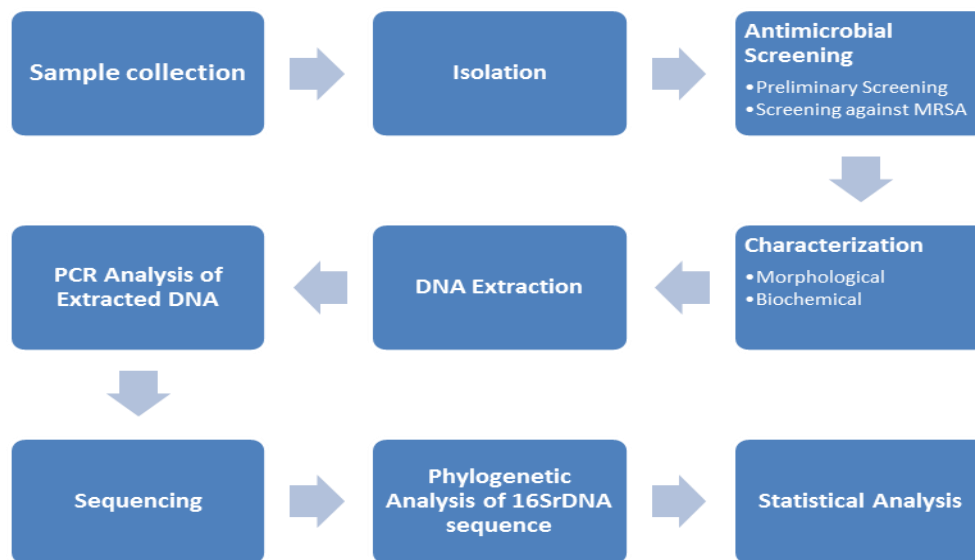 Sample collection
Isolation
Antimicrobial
Screening
•Preliminary Screening
•Screening against MRSA
Characterization
•Morphological
•Biochemical
DNA Extraction
PCR Analysis of
Extracted DNA
Sequencing
Phylogenetic
Analysis of 16SrDNA
sequence
Statistical Analysis